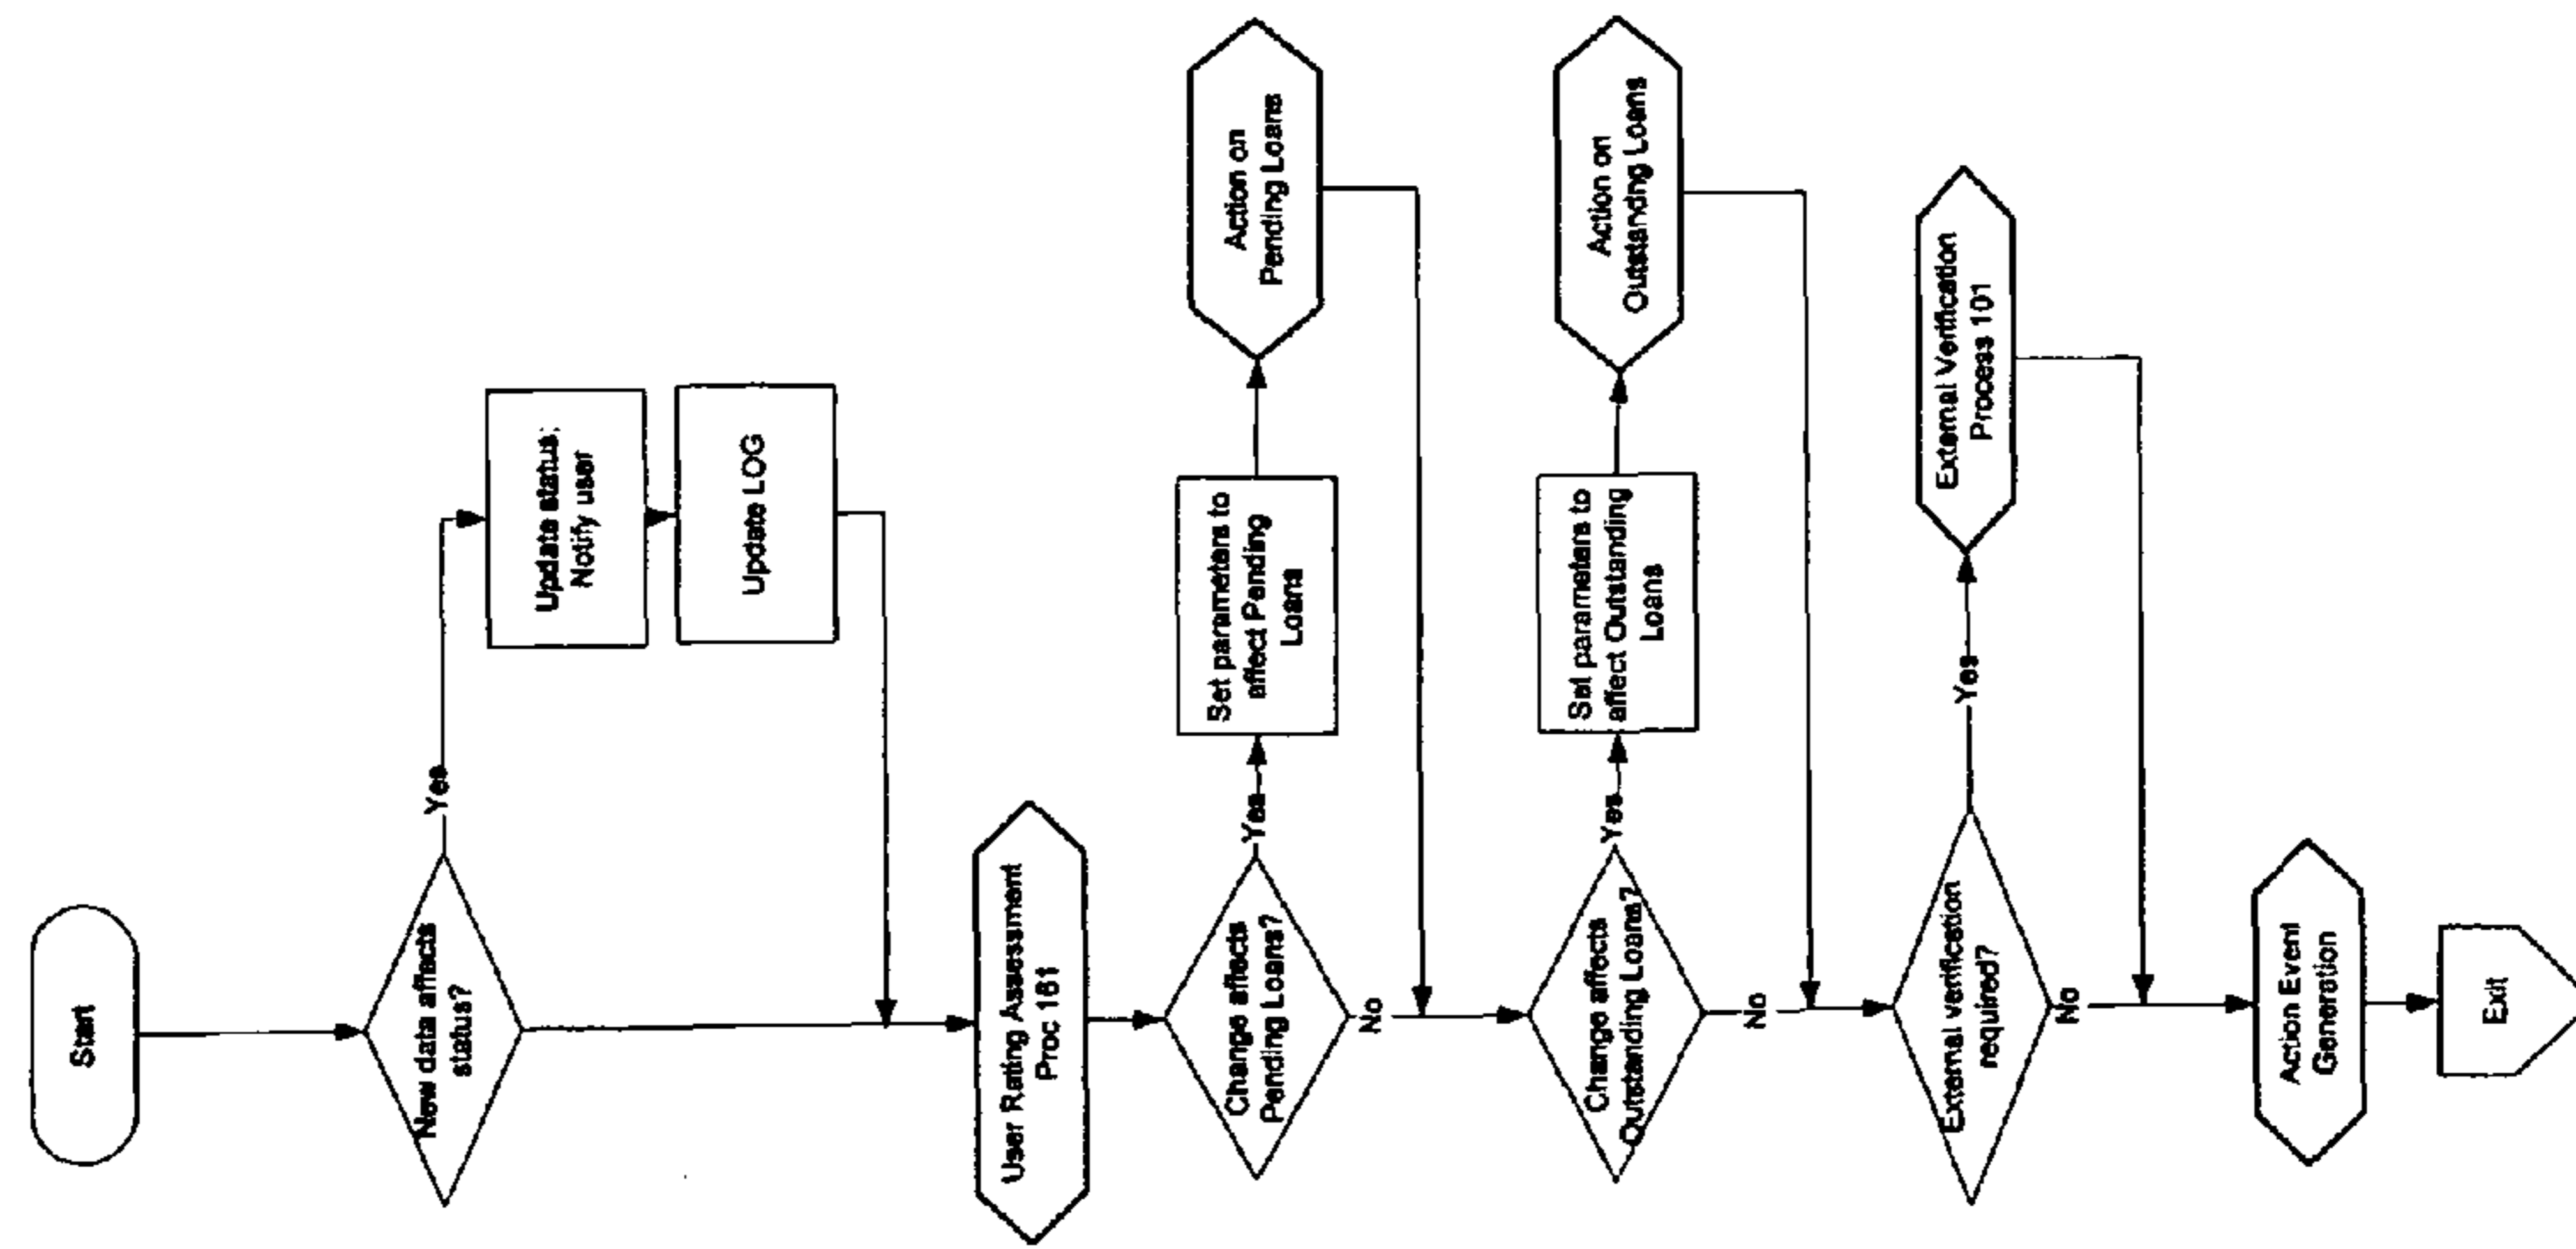 Start
New data affects
status?
Yes
Update status;
Notify user
Update LOG
User Rating Assessment
Proc 161
Change affects
Pending Loans?
Yes
Set parameters to
affect Pending
Loans
Action on
Pending Loans
No
Change affects
Outstanding Loans?
Yes
Set parameters to
affect Outstanding
Loans
Action on
Outstanding Loans
No
External verification
required?
Yes
External Verification
Process 101
No
Action Event
Generation
Exit